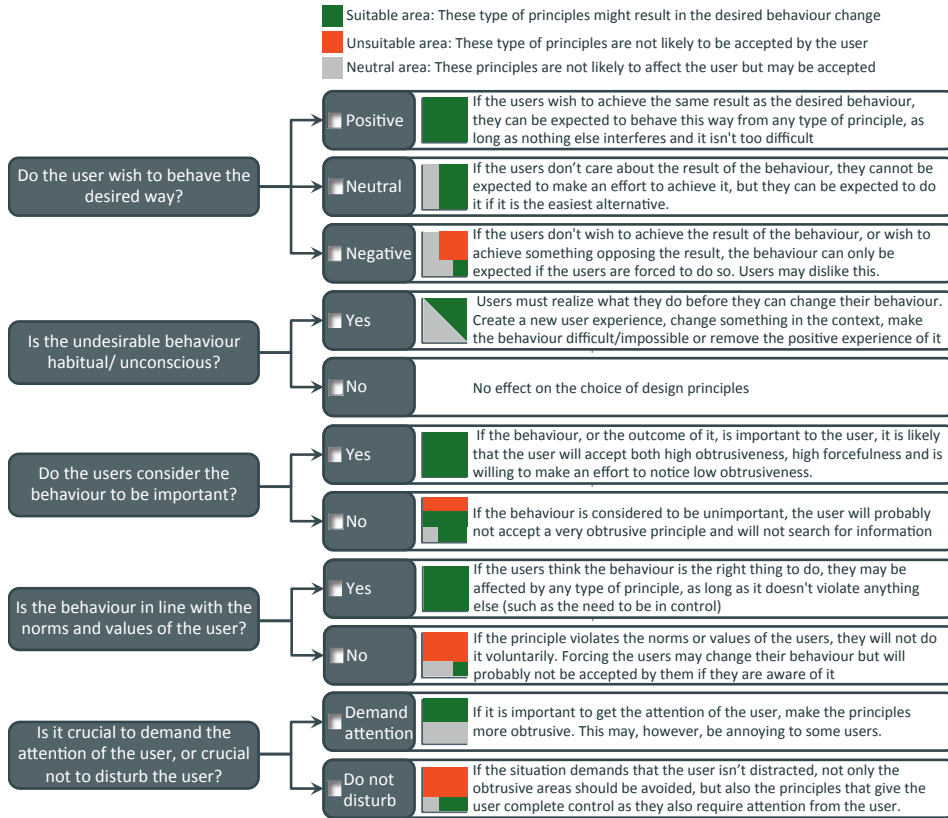 Suitable area: These type of principles might result in the desired behaviour change
Unsuitable area: These type of principles are not likely to be accepted by the user
Neutral area: These principles are not likely to affect the user but may be accepted
Do the user wish to behave the
desired way?
Positive
If the users wish to achieve the same result as the desired behaviour,
they can be expected to behave this way from any type of principle, as
long as nothing else interferes and it isn't too difficult
Neutral
If the users don't care about the result of the behaviour, they cannot be
expected to make an effort to achieve it, but they can be expected to do
it if it is the easiest alternative.
Negative
If the users don't wish to achieve the result of the behaviour, or wish to
achieve something opposing the result, the behaviour can only be
expected if the users are forced to do so. Users may dislike this.
Is the undesirable behaviour
habitual/ unconscious?
Yes
Users must realize what they do before they can change their behaviour.
Create a new user experience, change something in the context, make
the behaviour difficult/impossible or remove the positive experience of it
No
No effect on the choice of design principles
Do the users consider the
behaviour to be important?
Yes
If the behaviour, or the outcome of it, is important to the user, it is likely
that the user will accept both high obtrusiveness, high forcefulness and is
willing to make an effort to notice low obtrusiveness.
No
If the behaviour is considered to be unimportant, the user will probably
not accept a very obtrusive principle and will not search for information
Is the behaviour in line with the
norms and values of the user?
Yes
If the users think the behaviour is the right thing to do, they may be
affected by any type of principle, as long as it doesn't violate anything
else (such as the need to be in control)
No
If the principle violates the norms or values of the users, they will not do
it voluntarily. Forcing the users may change their behaviour but will
probably not be accepted by them if they are aware of it
Is it crucial to demand the
attention of the user, or crucial
not to disturb the user?
Demand
attention
If it is important to get the attention of the user, make the principles
more obtrusive. This may, however, be annoying to some users.
Do not
disturb
If the situation demands that the user isn't distracted, not only the
obtrusive areas should be avoided, but also the principles that give the
user complete control as they also require attention from the user.